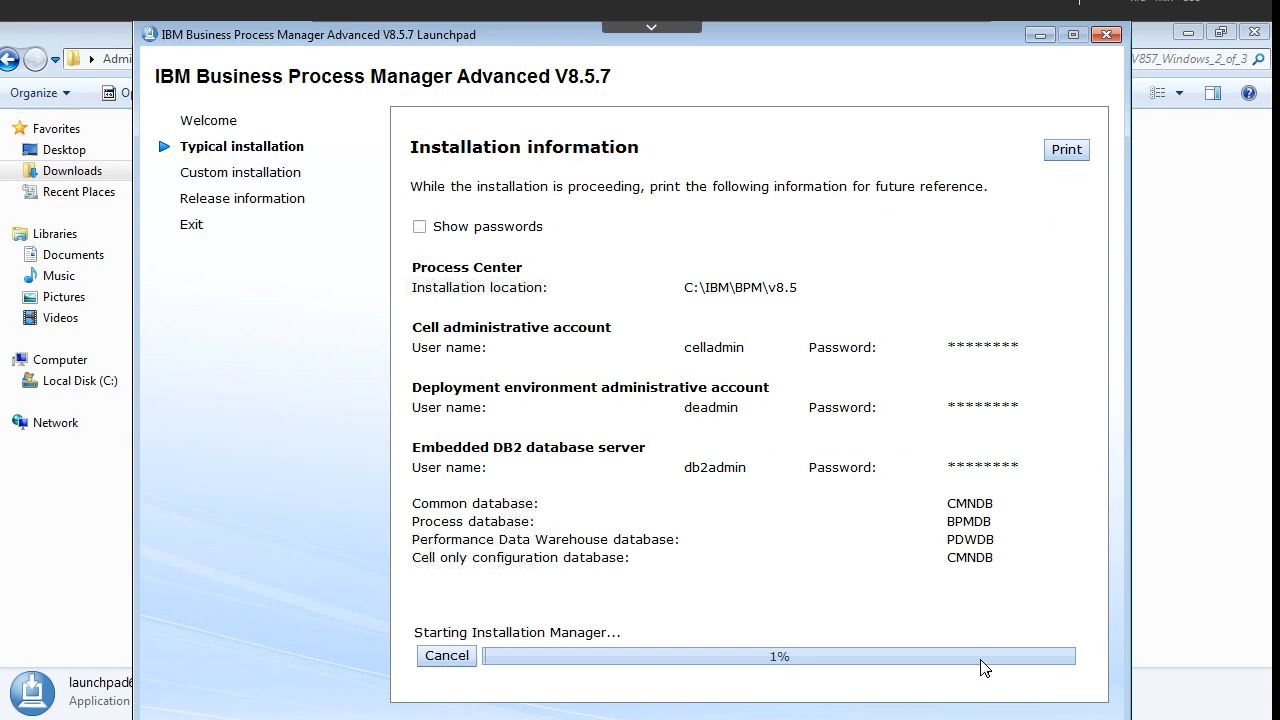 IBM Business Process Manager Advanced V8.5.7 Launchpad
Admi
V857_Windows_2_of_3
Organize
Op
Favorites
Desktop
Downloads
Recent Places
Libraries
Documents
Music
Pictures
Videos
Computer
Local Disk (C:)
Network
launchpad6
Application
IBM Business Process Manager Advanced V8.5.7
Welcome
Typical installation
Custom installation
Release information
Exit
Installation information
Print
While the installation is proceeding, print the following information for future reference.
Show passwords
Process Center
Installation location: C:\IBM\BPM\v8.5
Cell administrative account
User name: celladmin Password: ********
Deployment environment administrative account
User name: deadmin Password: ********
Embedded DB2 database server
User name: db2admin Password: ********
Common database: CMNDB
Process database: BPMDB
Performance Data Warehouse database: PDWDB
Cell only configuration database: CMNDB
Starting Installation Manager...
Cancel 1%